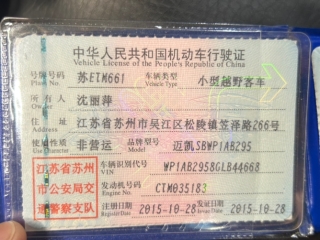 中华人民共和国机动车行驶证
Vehicle License of the People's Republic of China
号牌号码 苏ETM661 车辆类型 小型越野客车
Plate No. Vehicle Type
所有人 沈丽萍
Owner
住址 江苏省苏州市吴江区松陵镇笠泽路266号
Address
使用性质 非营运 品牌型号 迈凯SBWP1AB295
Use Character Model
江苏省苏州市公安局交通警察支队
车辆识别代号 WP1AB2958GLB44668
VIN
发动机号码 CTM035183
Engine No.
注册日期 2015-10-28 发证日期 2015-10-28
Register Date Issue Date